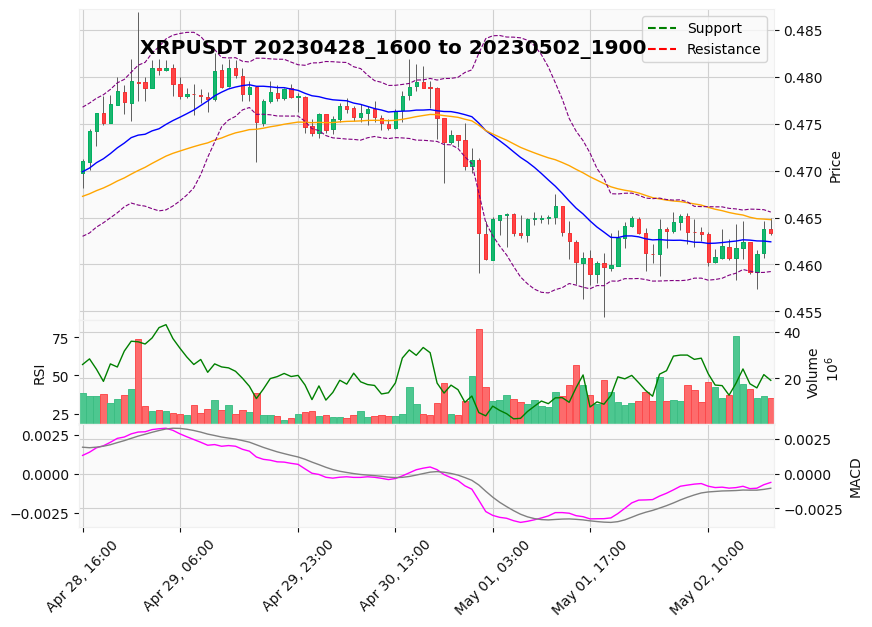 XRPUSDT 20230428_1600 to 20230502_1900
Support
Resistance
0.485
0.480
0.475
0.470
0.465
0.460
0.455
Price
75
50
25
RSI
40
20
Volume
10^6
0.0025
0.0000
−0.0025
0.0025
0.0000
−0.0025
MACD
Apr 28, 16:00
Apr 29, 06:00
Apr 29, 23:00
Apr 30, 13:00
May 01, 03:00
May 01, 17:00
May 02, 10:00